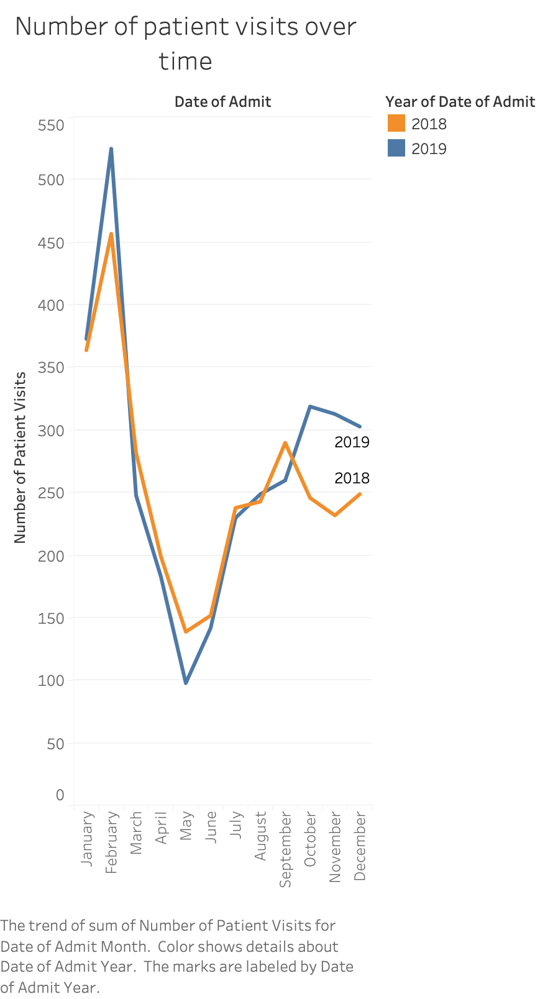 Number of patient visits over
time
Date of Admit
Year of Date of Admit
2018
2019
550
500
450
400
350
300
250
200
150
100
50
0
Number of Patient Visits
2019
2018
January
February
March
April
May
June
July
August
September
October
November
December
The trend of sum of Number of Patient Visits for
Date of Admit Month.  Color shows details about
Date of Admit Year.  The marks are labeled by Date
of Admit Year.